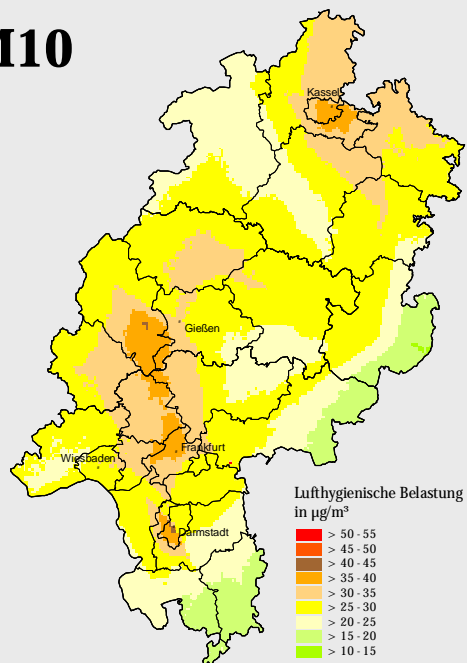 M10
Kassel
Gießen
Frankfurt
Wiesbaden
Darmstadt
Lufthygienische Belastung
in µg/m³
> 50 - 55
> 45 - 50
> 40 - 45
> 35 - 40
> 30 - 35
> 25 - 30
> 20 - 25
> 15 - 20
> 10 - 15